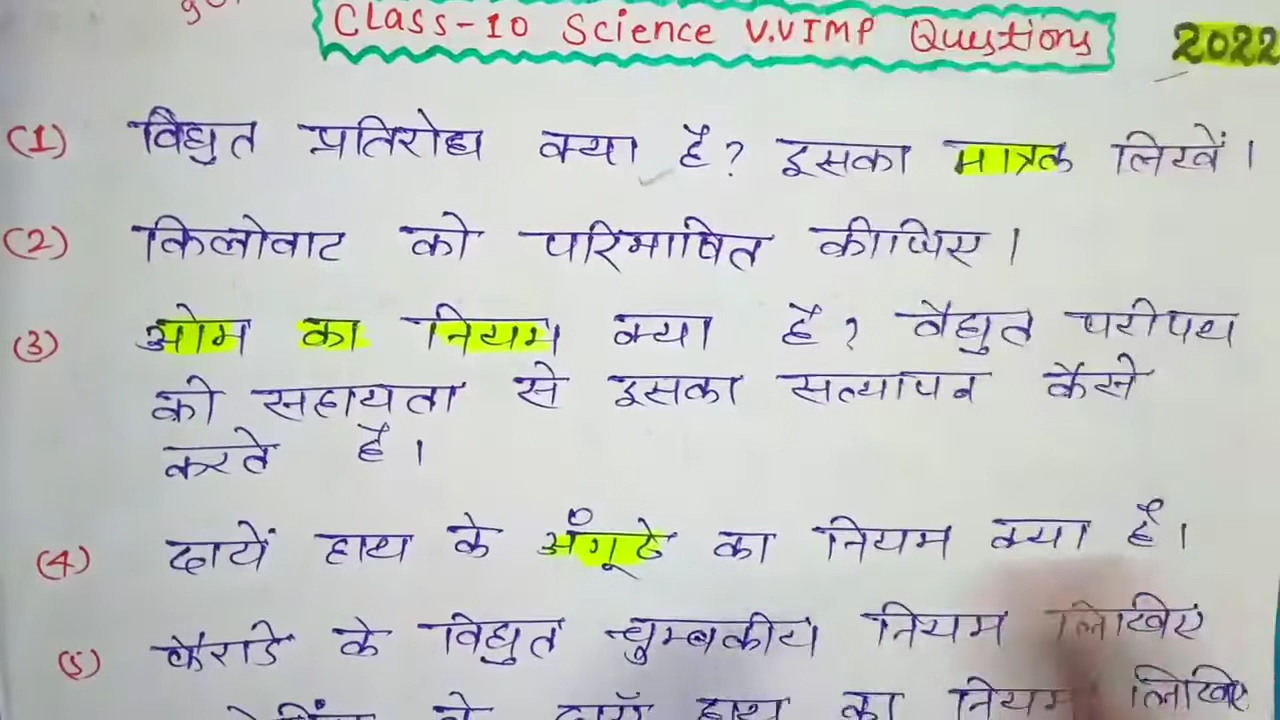 Class-10 Science V.VIMP Questions 2022
(1) विद्युत प्रतिरोध क्या है? इसका मात्रक लिखें।
(2) किलोवाट को परिभाषित कीजिए।
(3) ओम का नियम क्या है? वैद्युत परीपथ
की सहायता से इसका सत्यापन कैसे
करते हैं।
(4) दायें हाथ के अँगूठे का नियम क्या है।
(5) फैराडे के विद्युत चुम्बकीय नियम लिखिए
हाथ का नियम लिखिए